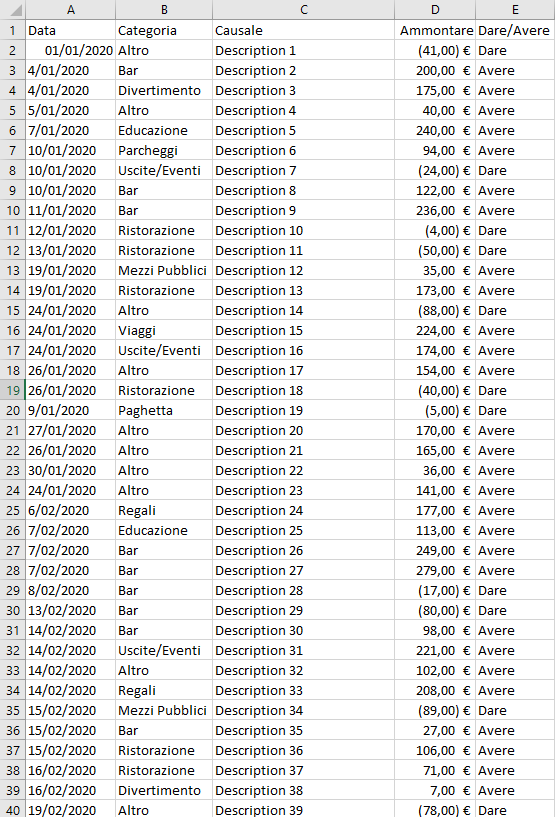 A B C D E
1 Data Categoria Causale Ammontare Dare/Avere
2 01/01/2020 Altro Description 1 (41,00) € Dare
3 4/01/2020 Bar Description 2 200,00 € Avere
4 4/01/2020 Divertimento Description 3 175,00 € Avere
5 5/01/2020 Altro Description 4 40,00 € Avere
6 7/01/2020 Educazione Description 5 240,00 € Avere
7 10/01/2020 Parcheggi Description 6 94,00 € Avere
8 10/01/2020 Uscite/Eventi Description 7 (24,00) € Dare
9 10/01/2020 Bar Description 8 122,00 € Avere
10 11/01/2020 Bar Description 9 236,00 € Avere
11 12/01/2020 Ristorazione Description 10 (4,00) € Dare
12 13/01/2020 Ristorazione Description 11 (50,00) € Dare
13 19/01/2020 Mezzi Pubblici Description 12 35,00 € Avere
14 19/01/2020 Ristorazione Description 13 173,00 € Avere
15 24/01/2020 Altro Description 14 (88,00) € Dare
16 24/01/2020 Viaggi Description 15 224,00 € Avere
17 24/01/2020 Uscite/Eventi Description 16 174,00 € Avere
18 26/01/2020 Altro Description 17 154,00 € Avere
19 26/01/2020 Ristorazione Description 18 (40,00) € Dare
20 9/01/2020 Paghetta Description 19 (5,00) € Dare
21 27/01/2020 Altro Description 20 170,00 € Avere
22 26/01/2020 Altro Description 21 165,00 € Avere
23 30/01/2020 Altro Description 22 36,00 € Avere
24 24/01/2020 Altro Description 23 141,00 € Avere
25 6/02/2020 Regali Description 24 177,00 € Avere
26 7/02/2020 Educazione Description 25 113,00 € Avere
27 7/02/2020 Bar Description 26 249,00 € Avere
28 7/02/2020 Bar Description 27 279,00 € Avere
29 8/02/2020 Bar Description 28 (17,00) € Dare
30 13/02/2020 Bar Description 29 (80,00) € Dare
31 14/02/2020 Bar Description 30 98,00 € Avere
32 14/02/2020 Uscite/Eventi Description 31 221,00 € Avere
33 14/02/2020 Altro Description 32 102,00 € Avere
34 14/02/2020 Regali Description 33 208,00 € Avere
35 15/02/2020 Mezzi Pubblici Description 34 (89,00) € Dare
36 15/02/2020 Bar Description 35 27,00 € Avere
37 15/02/2020 Ristorazione Description 36 106,00 € Avere
38 16/02/2020 Ristorazione Description 37 71,00 € Avere
39 16/02/2020 Divertimento Description 38 7,00 € Avere
40 19/02/2020 Altro Description 39 (78,00) € Dare